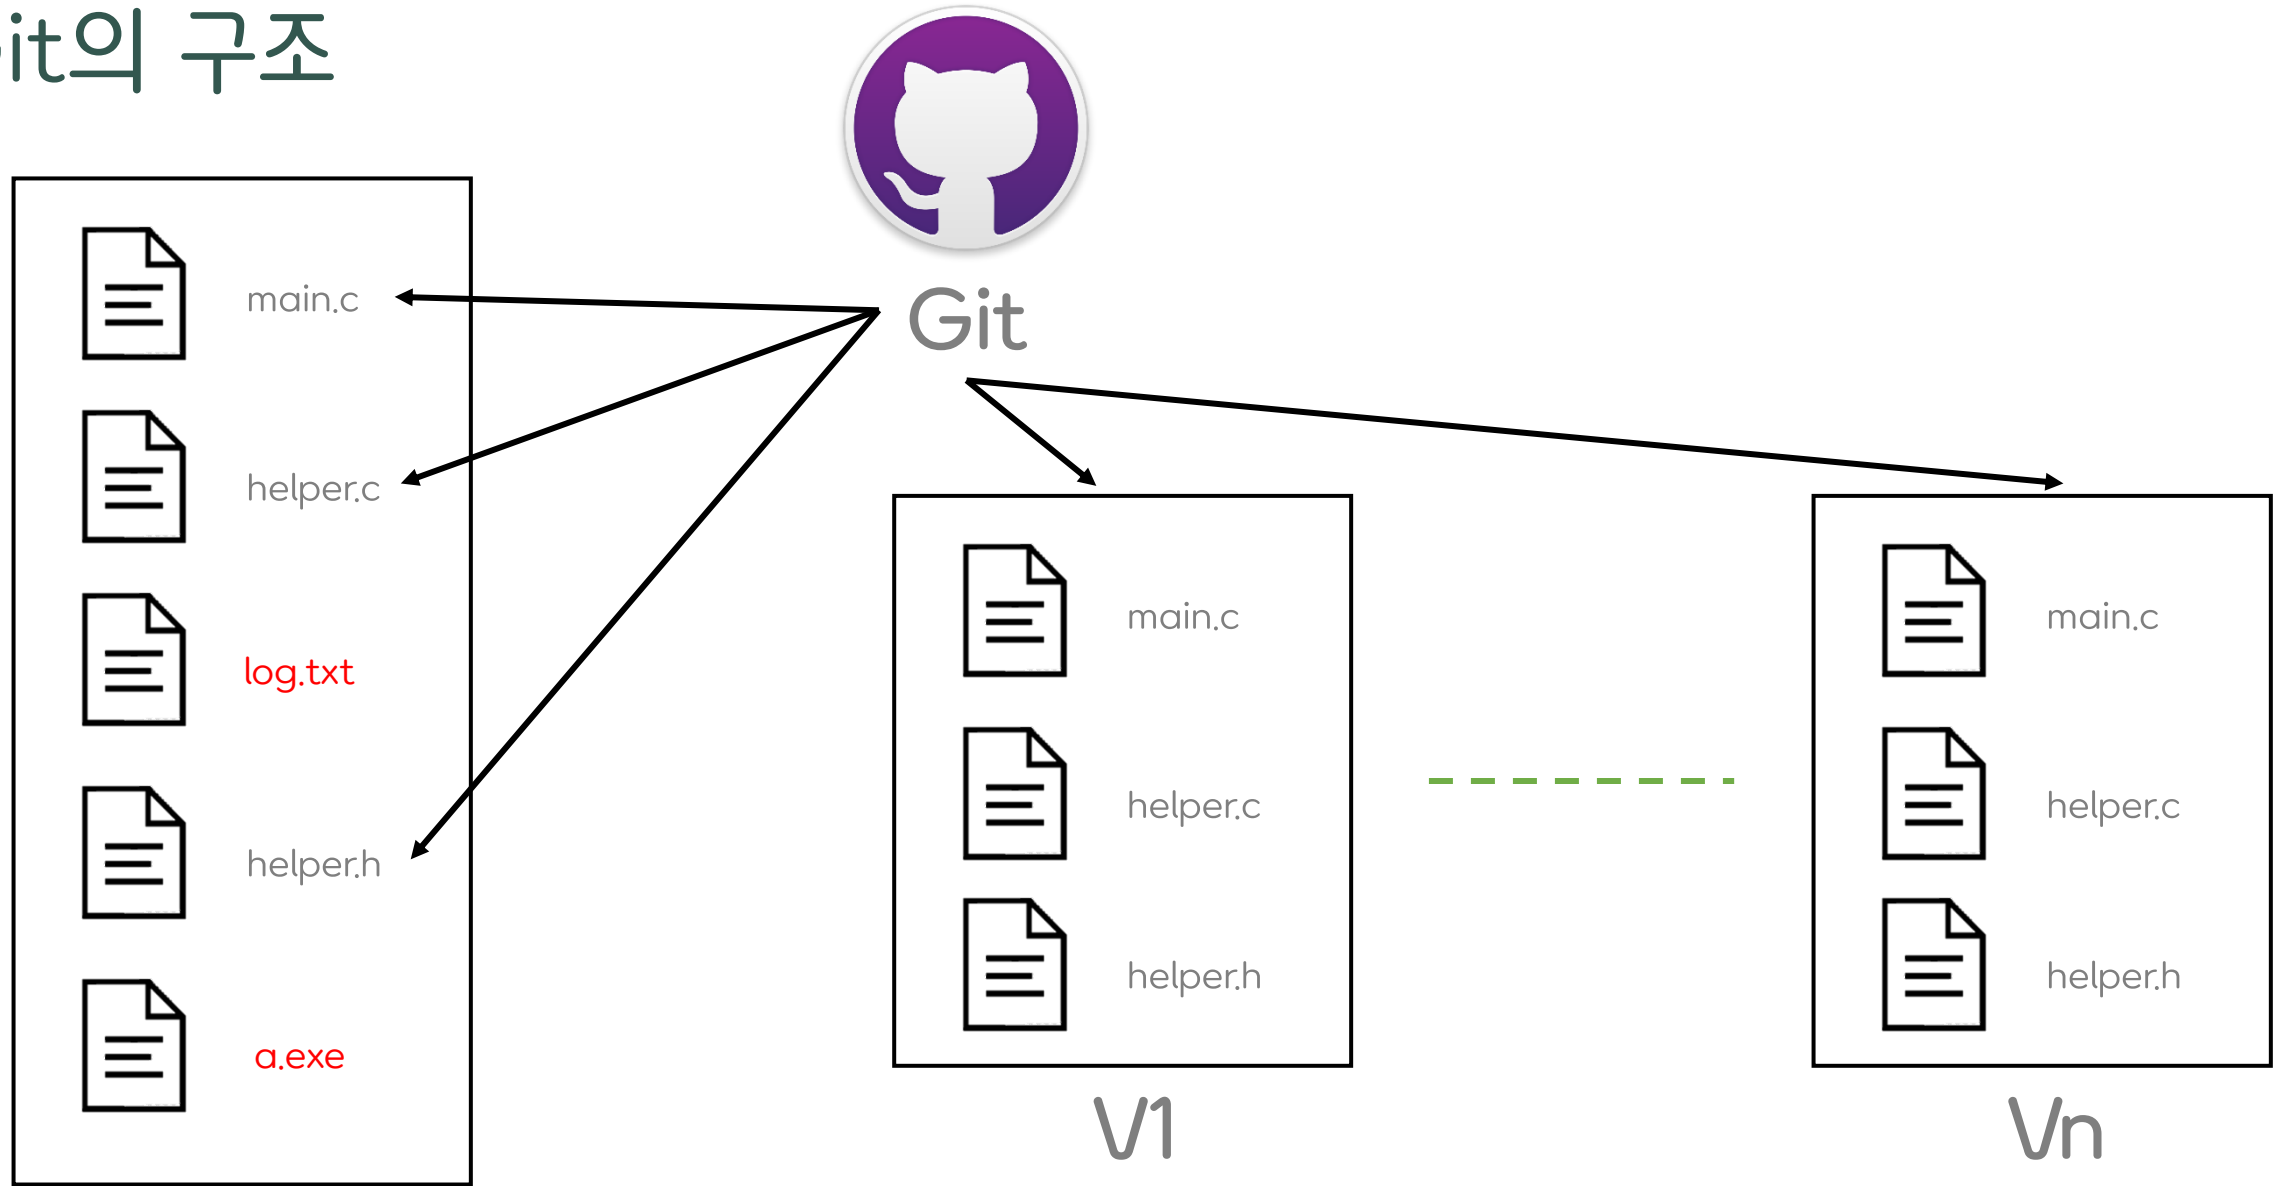 it의 구조
main.c
helper.c
log.txt
helper.h
a.exe
Git
main.c
helper.c
helper.h
V1
main.c
helper.c
helper.h
Vn